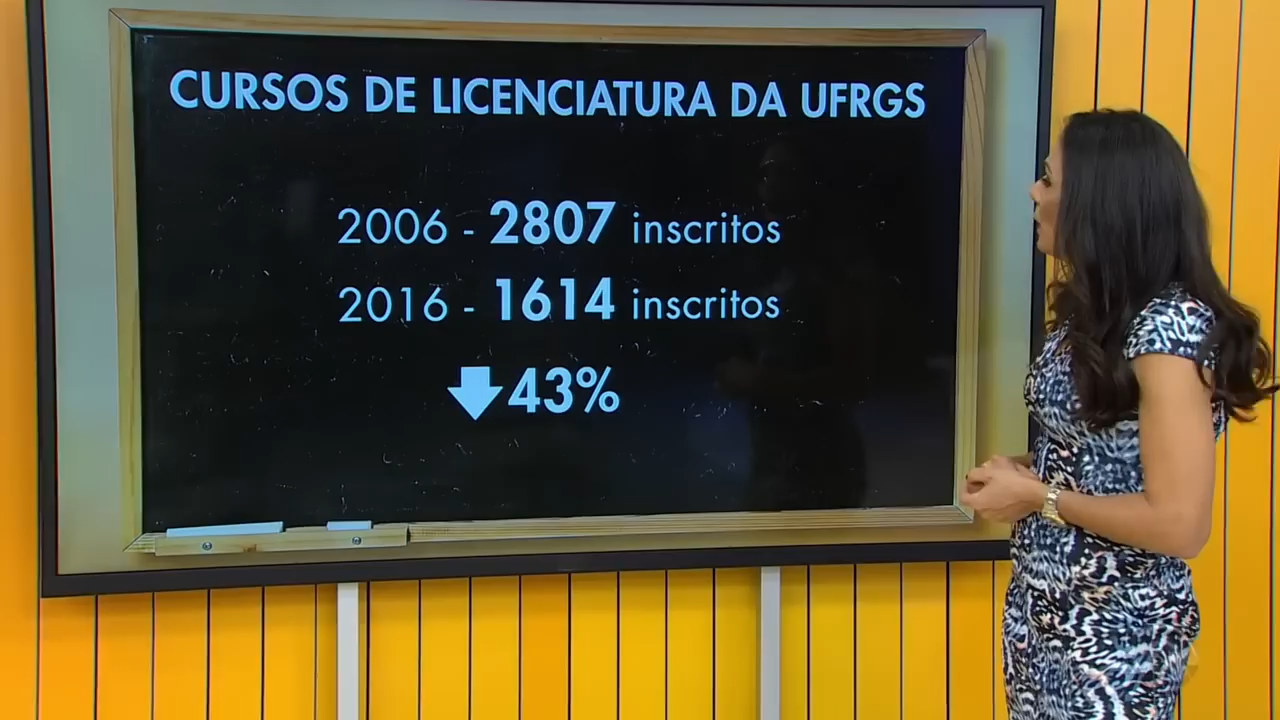 CURSOS DE LICENCIATURA DA UFRGS
2006 - 2807 inscritos
2016 - 1614 inscritos
43%